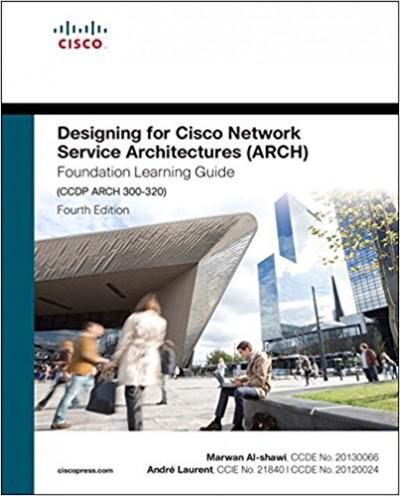 CISCO
Designing for Cisco Network
Service Architectures (ARCH)
Foundation Learning Guide
(CCDP ARCH 300-320)
Fourth Edition
Marwan Al-shawi, CCDE No. 20130066
ciscopress.com
André Laurent, CCIE No. 21840 | CCDE No. 20120024